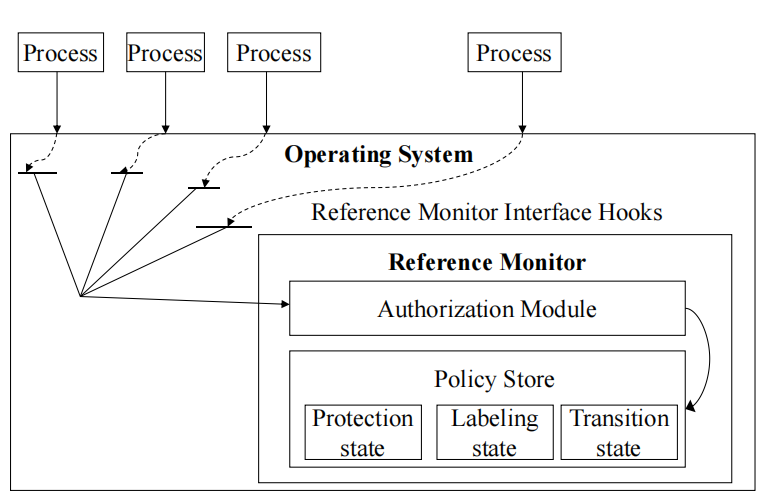 Process Process Process Process
Operating System
Reference Monitor Interface Hooks
Reference Monitor
Authorization Module
Policy Store
Protection state
Labeling state
Transition state